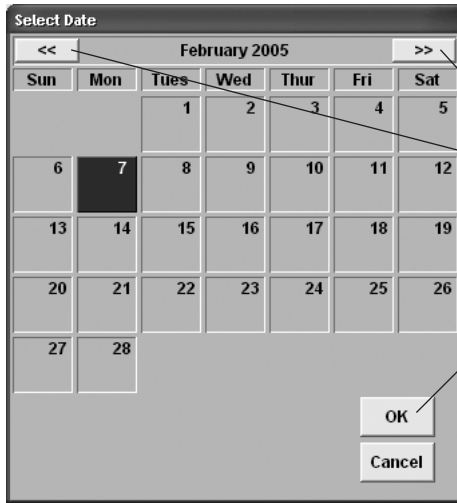 Select Date
<< February 2005 >>
Sun Mon Tues Wed Thur Fri Sat
1 2 3 4 5
6 7 8 9 10 11 12
13 14 15 16 17 18 19
20 21 22 23 24 25 26
27 28
OK
Cancel